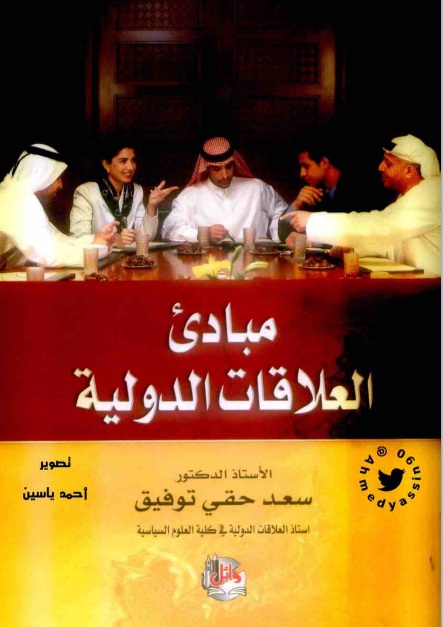 مبادئ
العلاقات الدولية
تصوير
أحمد ياسين
@Ahmedyassin90
الأستاذ الدكتور
سعد حقي توفيق
استاذ العلاقات الدولية في كلية العلوم السياسية
وائل